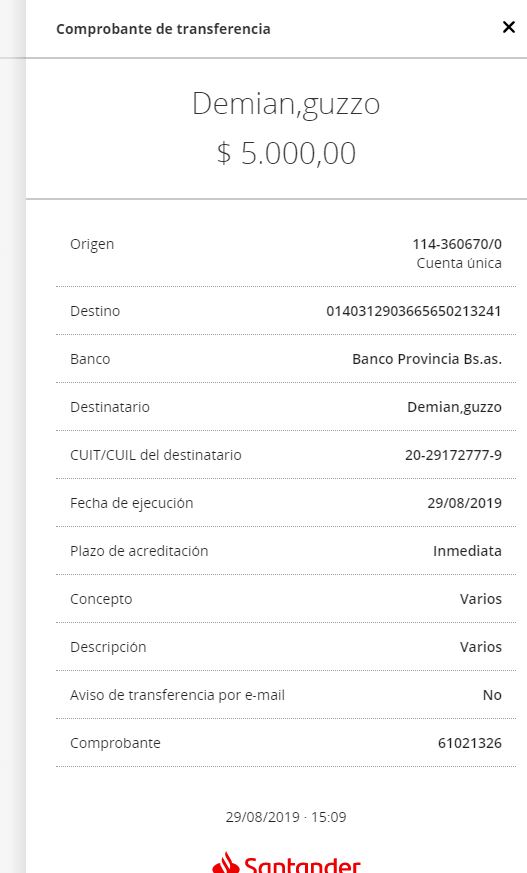 Comprobante de transferencia ×
Demian,guzzo
$ 5.000,00
Origen 114-360670/0
Cuenta única
Destino 0140312903665650213241
Banco Banco Provincia Bs.as.
Destinatario Demian,guzzo
CUIT/CUIL del destinatario 20-29172777-9
Fecha de ejecución 29/08/2019
Plazo de acreditación Inmediata
Concepto Varios
Descripción Varios
Aviso de transferencia por e-mail No
Comprobante 61021326
29/08/2019 · 15:09
Santander